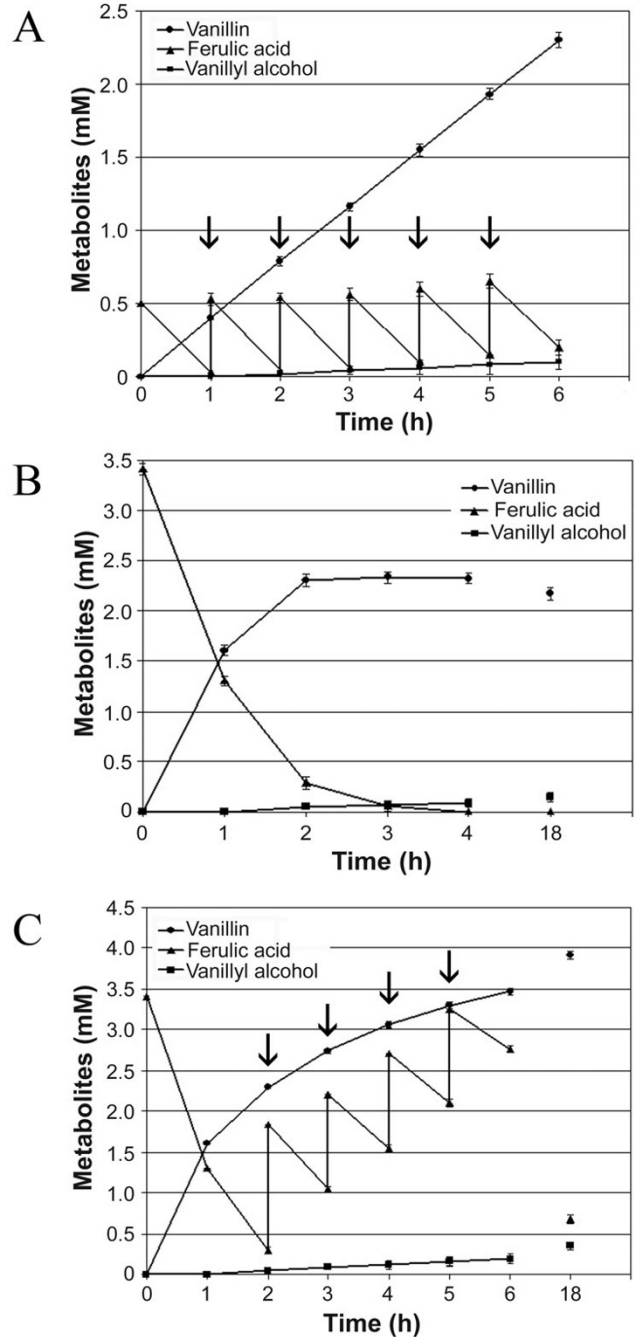 A
Vanillin
Ferulic acid
Vanillyl alcohol
Metabolites (mM)
2.5
2.0
1.5
1.0
0.5
0
0 1 2 3 4 5 6
Time (h)
B
Vanillin
Ferulic acid
Vanillyl alcohol
Metabolites (mM)
3.5
3.0
2.5
2.0
1.5
1.0
0.5
0
0 1 2 3 4 18
Time (h)
C
Vanillin
Ferulic acid
Vanillyl alcohol
Metabolites (mM)
4.5
4.0
3.5
3.0
2.5
2.0
1.5
1.0
0.5
0
0 1 2 3 4 5 6 18
Time (h)